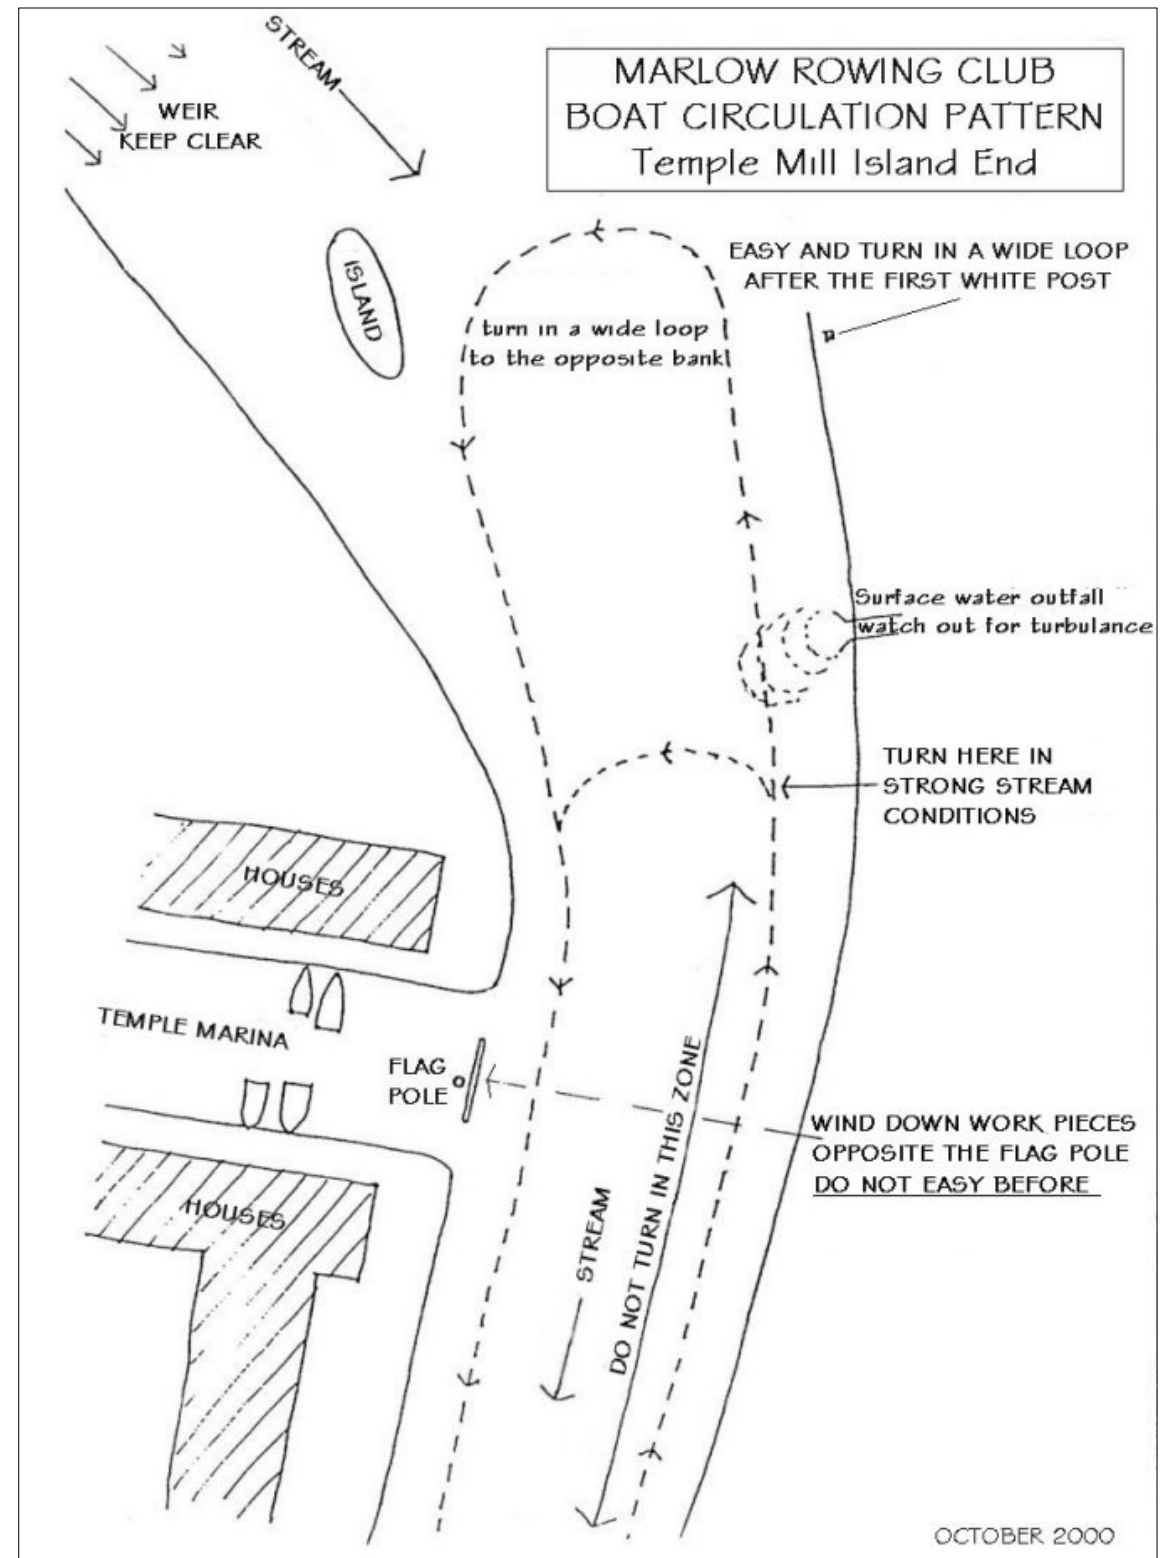 STREAM
WEIR
KEEP CLEAR
MARLOW ROWING CLUB
BOAT CIRCULATION PATTERN
Temple Mill Island End
EASY AND TURN IN A WIDE LOOP
AFTER THE FIRST WHITE POST
ISLAND
turn in a wide loop
to the opposite bank
Surface water outfall
watch out for turbulance
TURN HERE IN
STRONG STREAM
CONDITIONS
HOUSES
TEMPLE MARINA
FLAG
POLE
DO NOT TURN IN THIS ZONE
WIND DOWN WORK PIECES
OPPOSITE THE FLAG POLE
DO NOT EASY BEFORE
HOUSES
STREAM
OCTOBER 2000